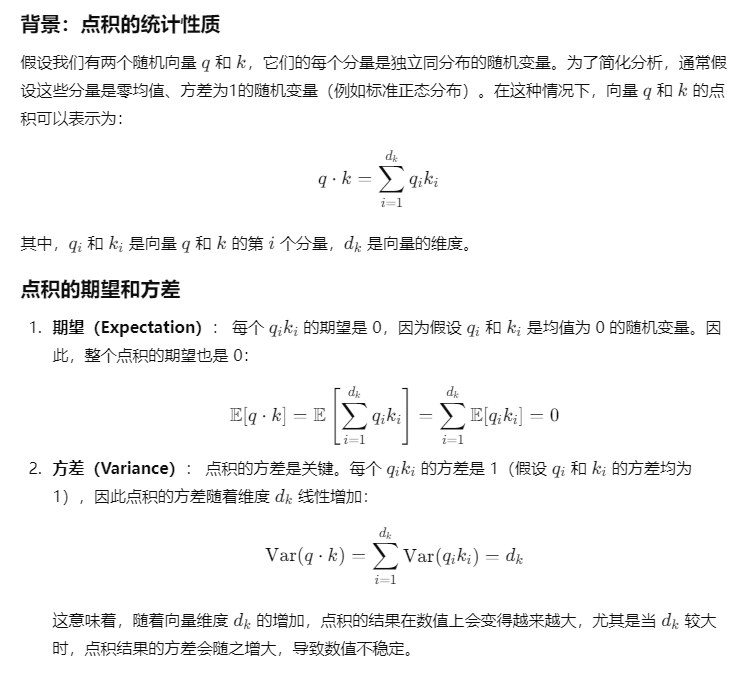 背景：点积的统计性质
假设我们有两个随机向量 q 和 k，它们的每个分量是独立同分布的随机变量。为了简化分析，通常假
设这些分量是零均值、方差为1的随机变量（例如标准正态分布）。在这种情况下，向量 q 和 k 的点
积可以表示为：
q · k = \sum_{i=1}^{d_k} q_i k_i
其中，q_i 和 k_i 是向量 q 和 k 的第 i 个分量，d_k 是向量的维度。
点积的期望和方差
1. 期望（Expectation）： 每个 q_i k_i 的期望是 0，因为假设 q_i 和 k_i 是均值为 0 的随机变量。因
此，整个点积的期望也是 0：
\mathbb{E}[q · k] = \mathbb{E}\left[\sum_{i=1}^{d_k} q_i k_i\right] = \sum_{i=1}^{d_k} \mathbb{E}[q_i k_i] = 0
2. 方差（Variance）： 点积的方差是关键。每个 q_i k_i 的方差是 1（假设 q_i 和 k_i 的方差均为
1），因此点积的方差随着维度 d_k 线性增加：
Var(q · k) = \sum_{i=1}^{d_k} Var(q_i k_i) = d_k
这意味着，随着向量维度 d_k 的增加，点积的结果在数值上会变得越来越大，尤其是当 d_k 较大
时，点积结果的方差会随之增大，导致数值不稳定。